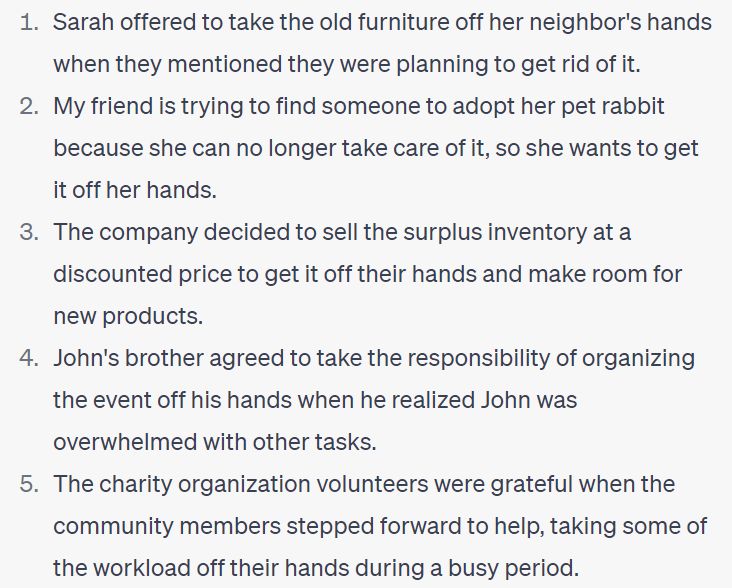 1. Sarah offered to take the old furniture off her neighbor's hands
when they mentioned they were planning to get rid of it.
2. My friend is trying to find someone to adopt her pet rabbit
because she can no longer take care of it, so she wants to get
it off her hands.
3. The company decided to sell the surplus inventory at a
discounted price to get it off their hands and make room for
new products.
4. John's brother agreed to take the responsibility of organizing
the event off his hands when he realized John was
overwhelmed with other tasks.
5. The charity organization volunteers were grateful when the
community members stepped forward to help, taking some of
the workload off their hands during a busy period.